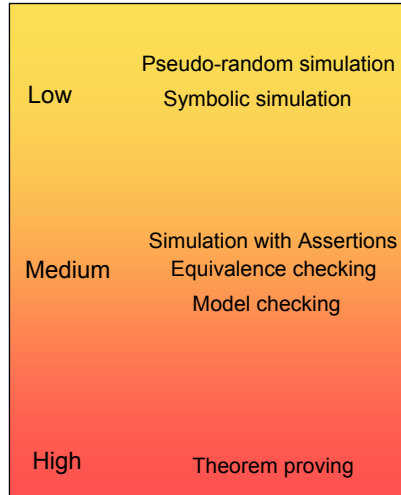 Pseudo-random simulation
Low
Symbolic simulation
Simulation with Assertions
Medium
Equivalence checking
Model checking
High
Theorem proving